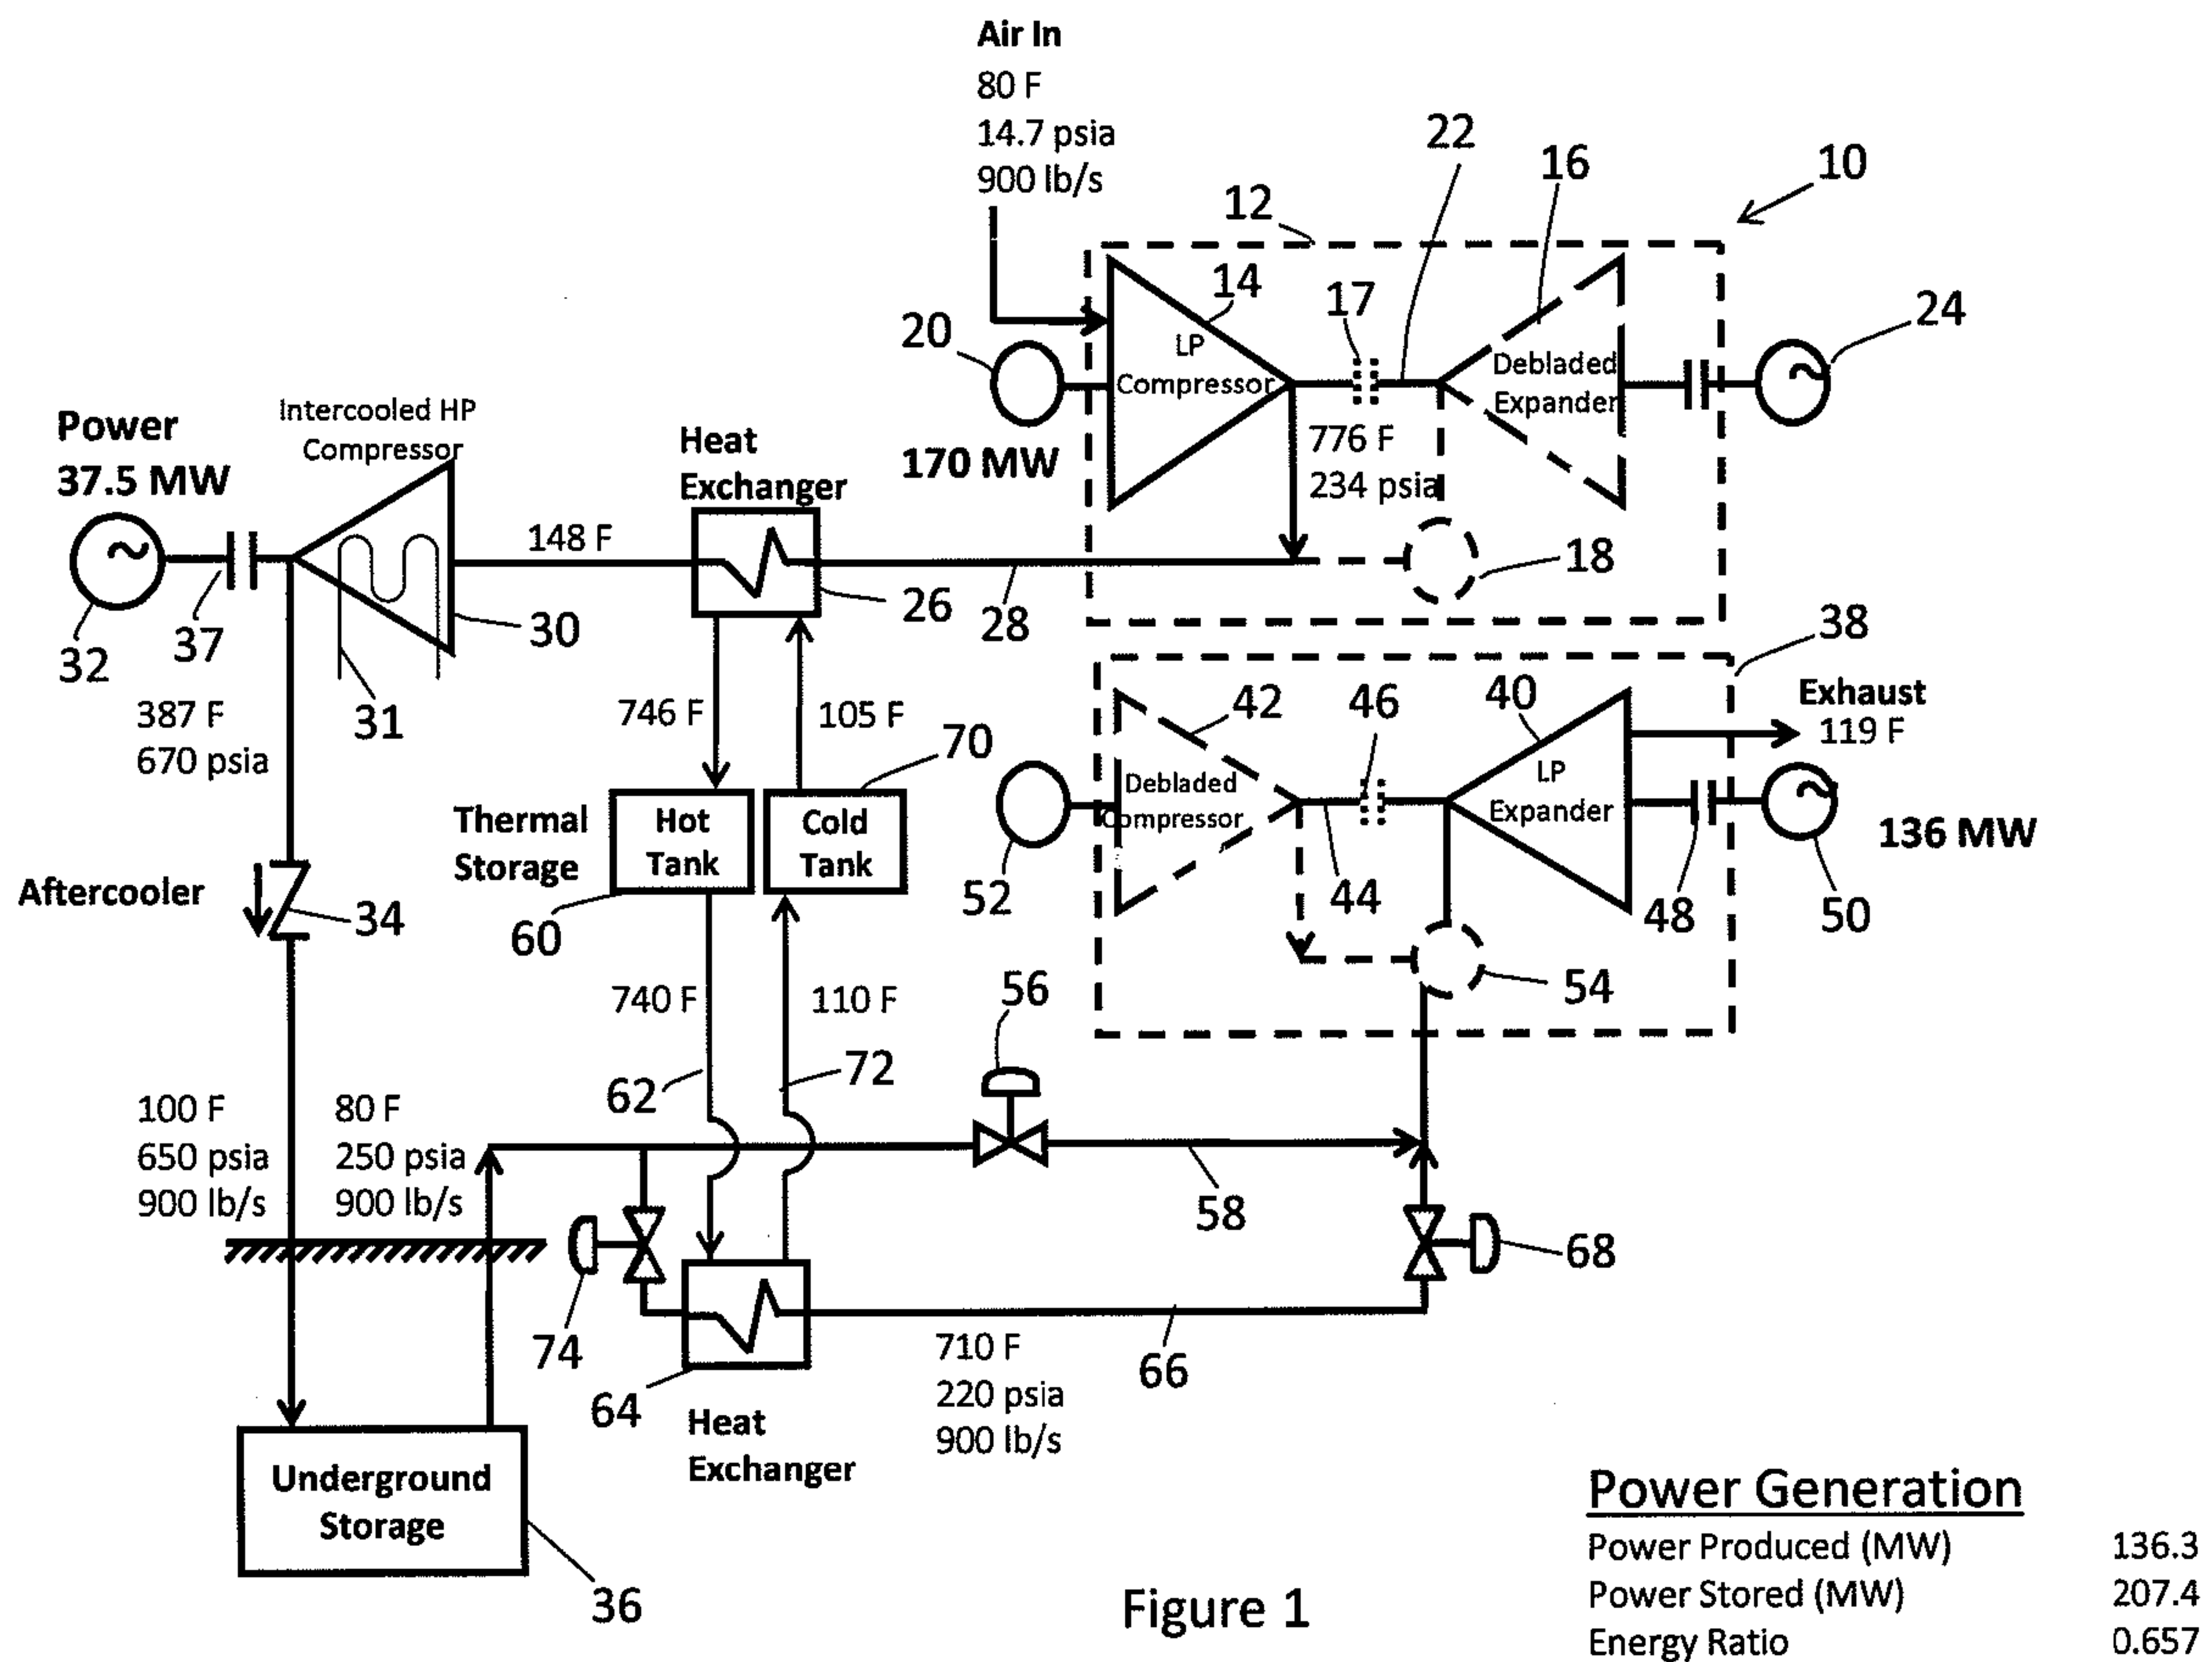 Air In
80 F
14.7 psia
900 lb/s
22
16
10
12
14
17
24
20
LP
Compressor
Debladed
Expander
170 MW
776 F
234 psia
18
Power
37.5 MW
Intercooled HP
Compressor
Heat
Exchanger
148 F
26
28
30
32
37
31
387 F
670 psia
746 F
105 F
70
38
42
46
40
Exhaust
119 F
Debladed
Compressor
LP
Expander
136 MW
52
44
48
50
54
Thermal
Storage
Hot
Tank
Cold
Tank
60
Aftercooler
34
740 F
110 F
56
62
72
100 F
650 psia
900 lb/s
80 F
250 psia
900 lb/s
58
68
74
64
Heat
Exchanger
710 F
220 psia
900 lb/s
66
Underground
Storage
36
Figure 1
Power Generation
Power Produced (MW) 136.3
Power Stored (MW) 207.4
Energy Ratio 0.657